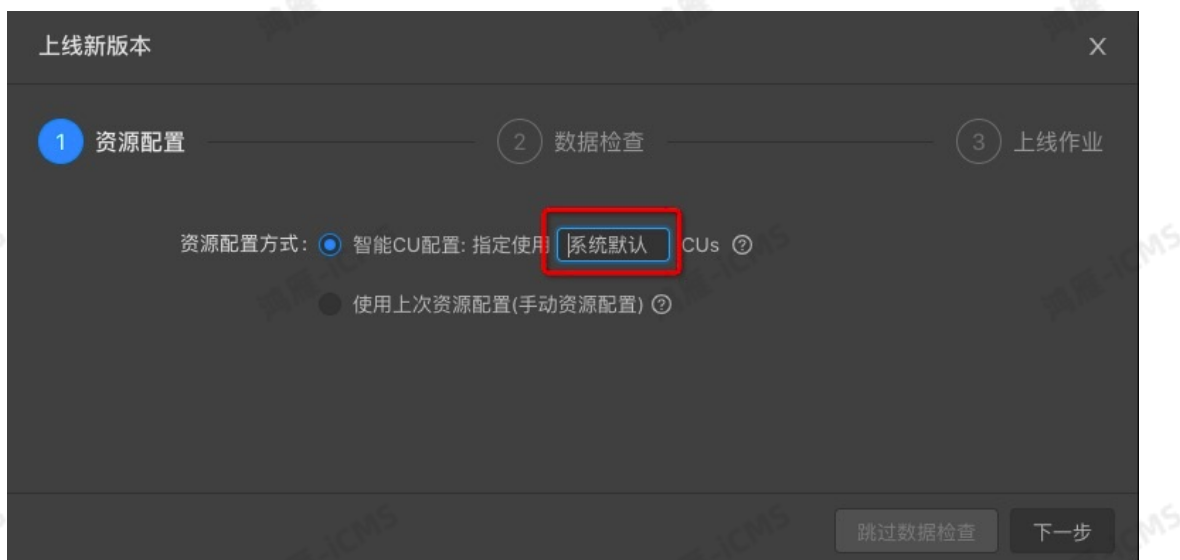 上线新版本 X
1 资源配置 2 数据检查 3 上线作业
资源配置方式: 智能CU配置: 指定使用 系统默认 CUs ?
使用上次资源配置(手动资源配置) ?
跳过数据检查 下一步